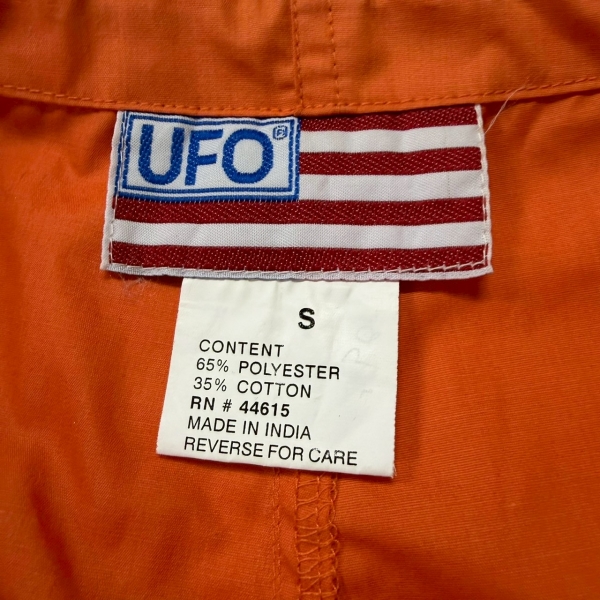 UFO®
S
CONTENT
65% POLYESTER
35% COTTON
RN # 44615
MADE IN INDIA
REVERSE FOR CARE